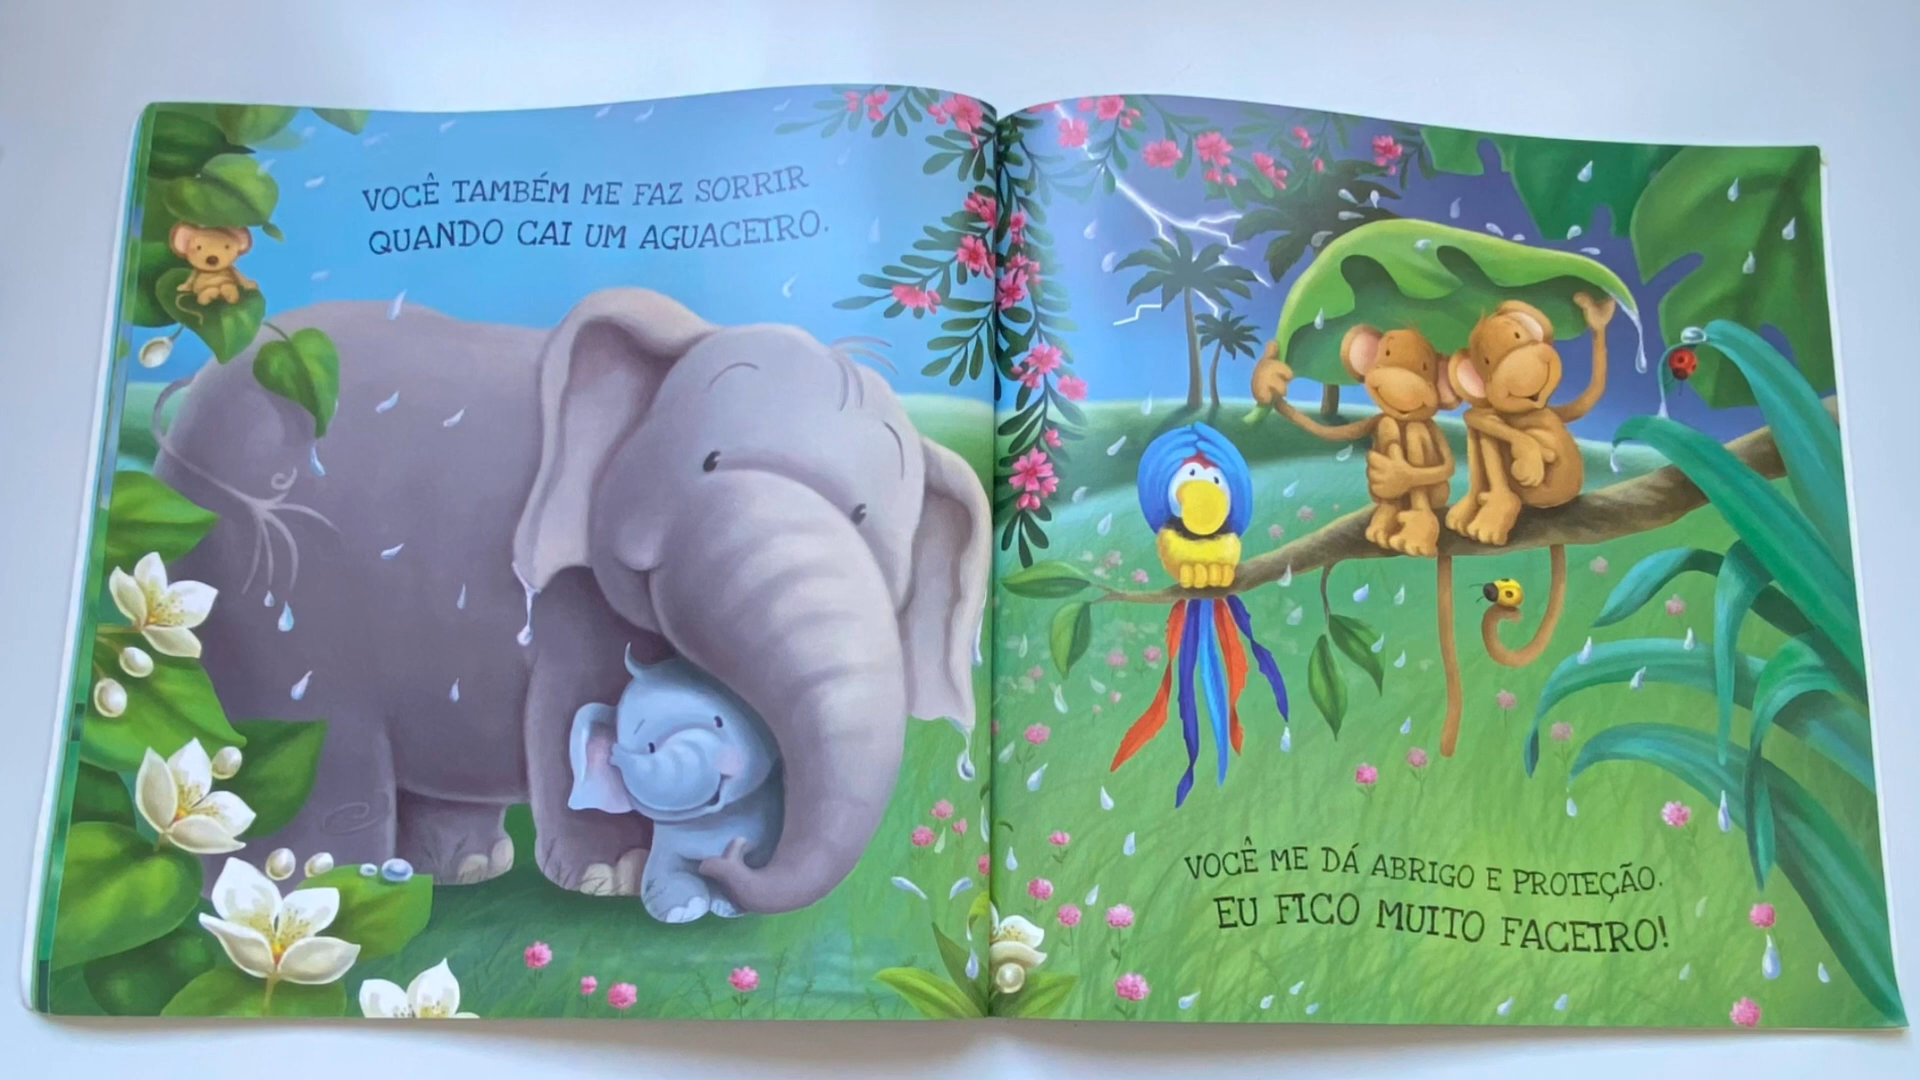 VOCÊ TAMBÉM ME FAZ SORRIR
QUANDO CAI UM AGUACEIRO.
VOCÊ ME DÁ ABRIGO E PROTEÇÃO.
EU FICO MUITO FACEIRO!